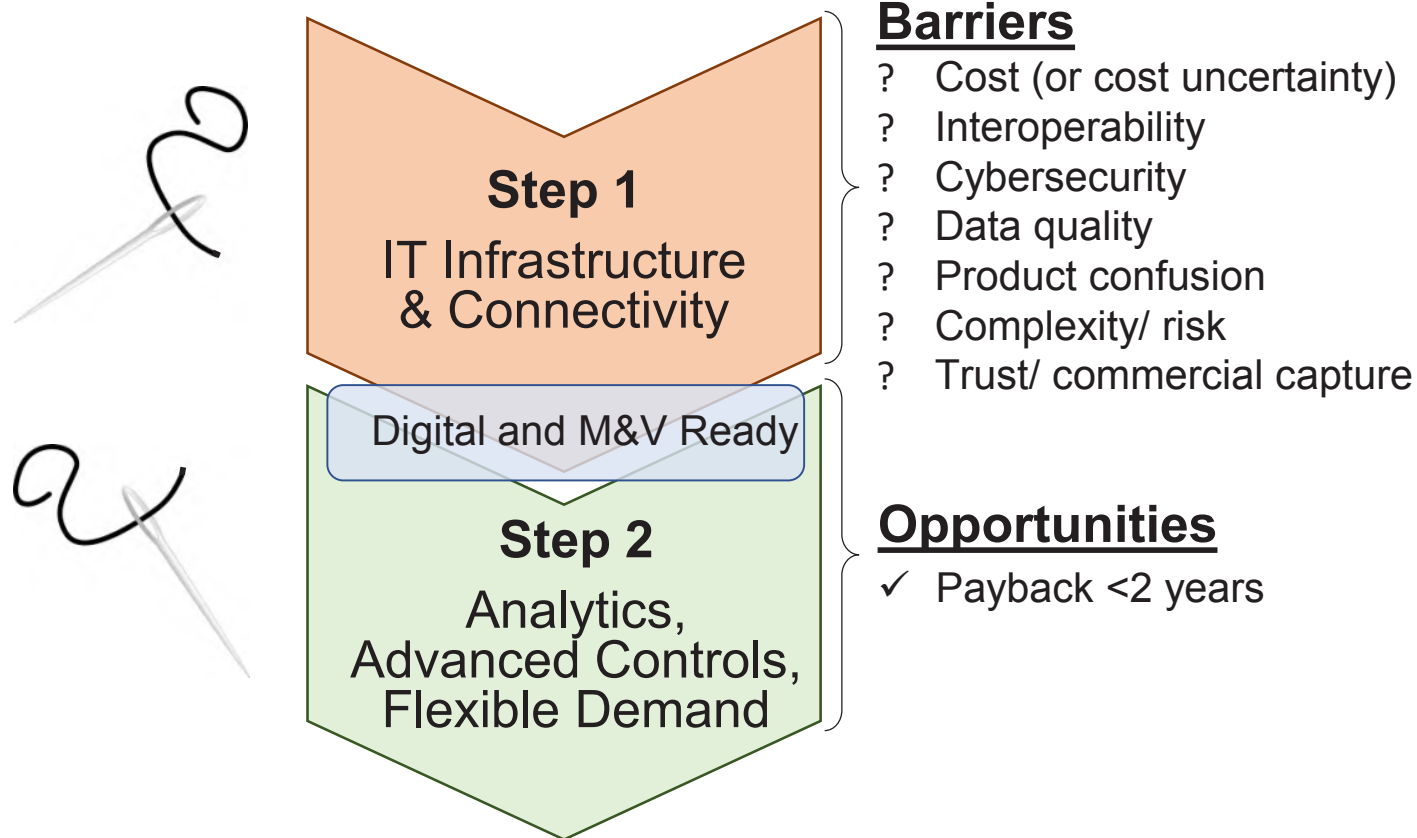 Step 1
IT Infrastructure
& Connectivity
Digital and M&V Ready
Step 2
Analytics,
Advanced Controls,
Flexible Demand
Barriers
? Cost (or cost uncertainty)
? Interoperability
? Cybersecurity
? Data quality
? Product confusion
? Complexity/ risk
? Trust/ commercial capture
Opportunities
✓ Payback <2 years